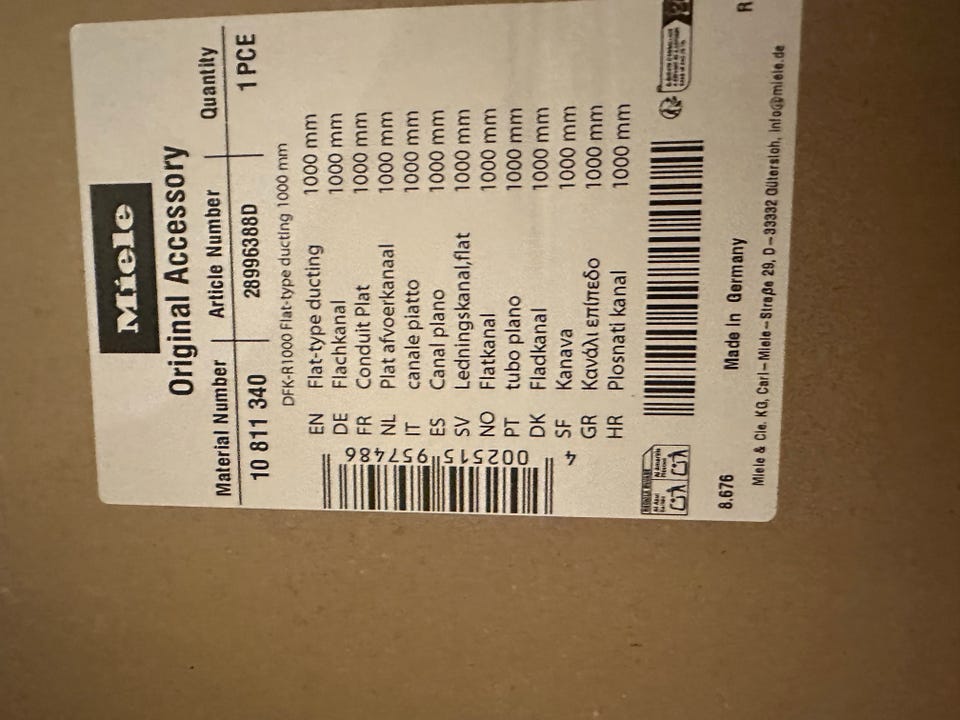 Miele
Original Accessory
Material Number Article Number Quantity
10 811 340 28996388D 1 PCE
DFK-R1000 Flat-type ducting 1000 mm
EN Flat-type ducting 1000 mm
DE Flachkanal 1000 mm
FR Conduit Plat 1000 mm
NL Plat afvoerkanaal 1000 mm
IT canale piatto 1000 mm
ES Canal plano 1000 mm
SV Ledningskanal,flat 1000 mm
NO Flatkanal 1000 mm
PT tubo plano 1000 mm
DK Fladkanal 1000 mm
SF Kanava 1000 mm
GR Κανάλι επίπεδο 1000 mm
HR Plosnati kanal 1000 mm
4 002515 957486
8.676 Made In Germany R
Miele & Cie. KG, Carl-Miele-Straße 29, D-33332 Gütersloh, info@miele.de